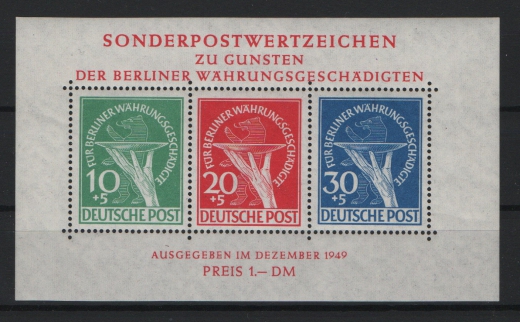 SONDERPOSTWERTZEICHEN
ZU GUNSTEN
DER BERLINER WÄHRUNGSGESCHÄDIGTEN
FÜR BERLINER WÄHRUNGSGESCHÄDIGTE
10
+5
DEUTSCHE POST
FÜR BERLINER WÄHRUNGSGESCHÄDIGTE
20
+5
DEUTSCHE POST
FÜR BERLINER WÄHRUNGSGESCHÄDIGTE
30
+5
DEUTSCHE POST
AUSGEGEBEN IM DEZEMBER 1949
PREIS 1.— DM